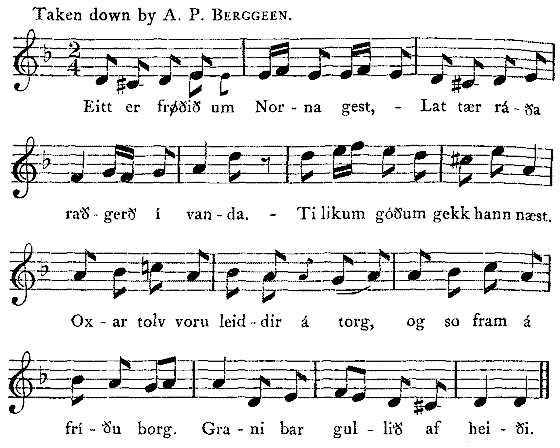 Taken down by A. P. BERGGEEN.
2
4
Eitt er frøðið um Nor - na gest, - Lat tær rá - ða
rað - gerð í van - da. - Ti likum góðum gekk hann næst.
Ox - ar tolv voru leid - dir á torg, og so fram á
frí - ðu borg. Gra - ni bar gul - lið af hei - ði.